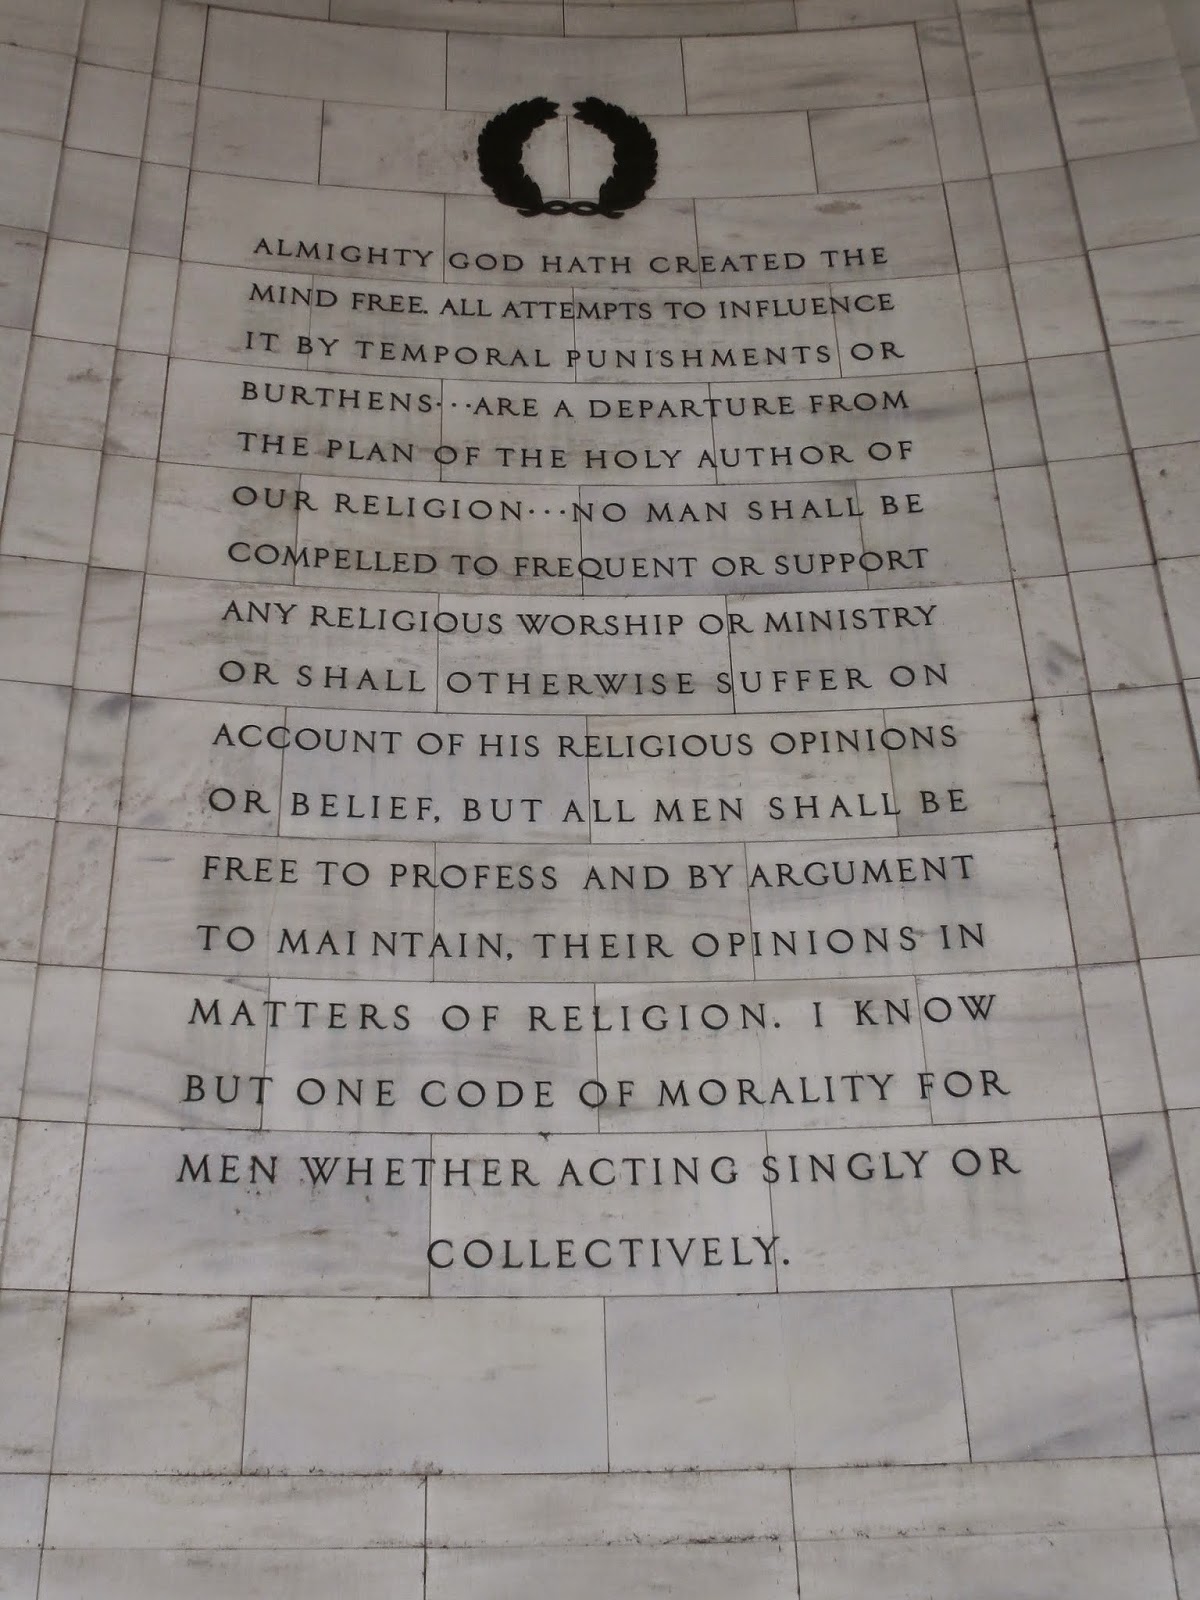 ALMIGHTY GOD HATH CREATED THE
MIND FREE. ALL ATTEMPTS TO INFLUENCE
IT BY TEMPORAL PUNISHMENTS OR
BURTHENS···ARE A DEPARTURE FROM
THE PLAN OF THE HOLY AUTHOR OF
OUR RELIGION···NO MAN SHALL BE
COMPELLED TO FREQUENT OR SUPPORT
ANY RELIGIOUS WORSHIP OR MINISTRY
OR SHALL OTHERWISE SUFFER ON
ACCOUNT OF HIS RELIGIOUS OPINIONS
OR BELIEF, BUT ALL MEN SHALL BE
FREE TO PROFESS AND BY ARGUMENT
TO MAINTAIN, THEIR OPINIONS IN
MATTERS OF RELIGION. I KNOW
BUT ONE CODE OF MORALITY FOR
MEN WHETHER ACTING SINGLY OR
COLLECTIVELY.